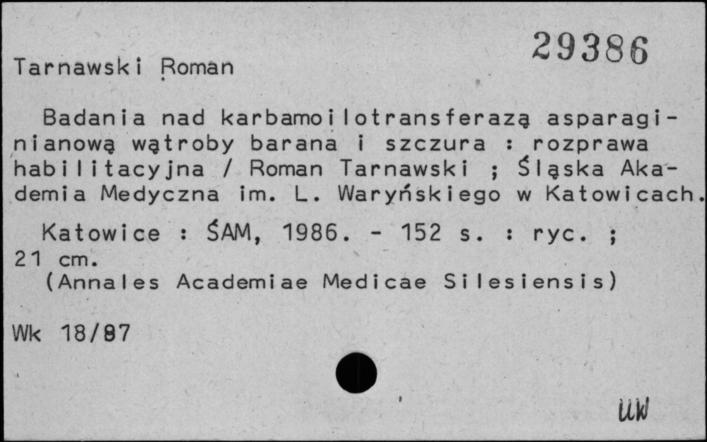 29386
Tarnawski Roman
Badania nad karbamoilotransferazą asparagi-
nianową wątroby barana i szczura : rozprawa
habilitacyjna / Roman Tarnawski ; Śląska Aka-
demia Medyczna im. L. Waryńskiego w Katowicach.
Katowice : ŚAM, 1986. - 152 s. : ryc. ;
21 cm.
(Annales Academiae Medicae Silesiensis)
Wk 18/87
UW